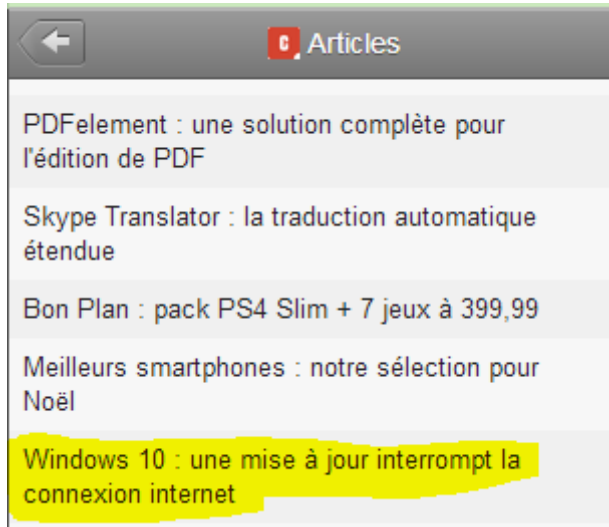 C Articles
PDFelement : une solution complète pour
l'édition de PDF
Skype Translator : la traduction automatique
étendue
Bon Plan : pack PS4 Slim + 7 jeux à 399,99
Meilleurs smartphones : notre sélection pour
Noël
Windows 10 : une mise à jour interrompt la
connexion internet